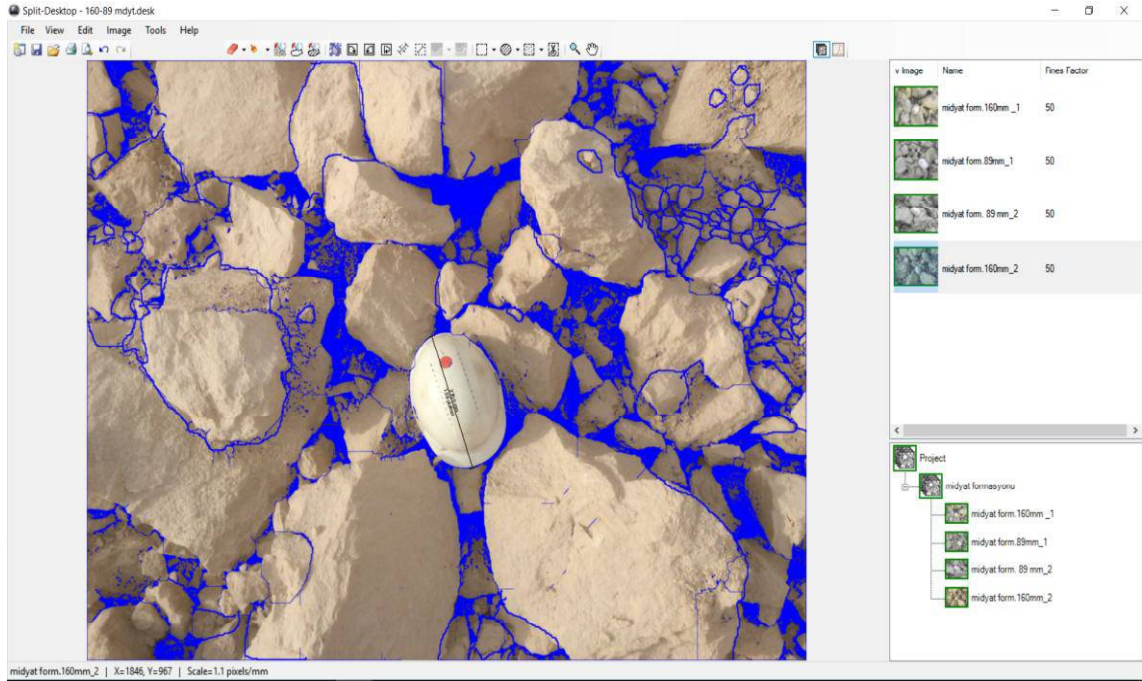 Split-Desktop - 160-89 mdyt.desk
File View Edit Image Tools Help
v Image Name Fines Factor
midyat form.160mm _1 50
midyat form.89mm_1 50
midyat form. 89 mm_2 50
midyat form.160mm_2 50
Project
midyat formasyonu
midyat form.160mm _1
midyat form.89mm_1
midyat form. 89 mm_2
midyat form.160mm_2
midyat form.160mm_2 | X=1846, Y=967 | Scale=1.1 pixels/mm